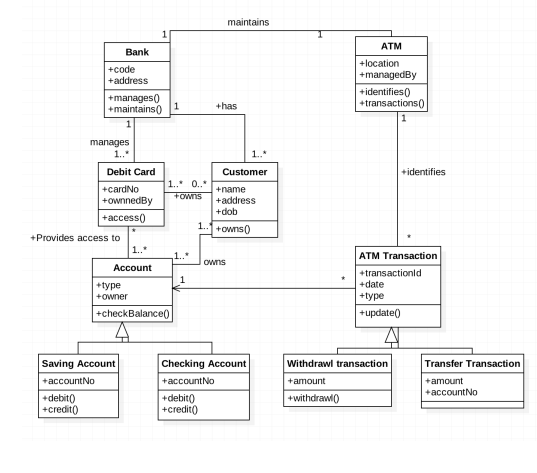 maintains
1
1
Bank
+code
+address
+manages()
+maintains()
ATM
+location
+managedBy
+identifies()
+transactions()
1
1
+has
1
manages
1..*
1..*
+identifies
Debit Card
+cardNo
+ownnedBy
+access()
1..* 0..*
+owns
Customer
+name
+address
+dob
+owns()
*
+Provides access to
1..*
1..*
1..*
owns
*
Account
+type
+owner
+checkBalance()
1
*
ATM Transaction
+transactionId
+date
+type
+update()
Saving Account
+accountNo
+debit()
+credit()
Checking Account
+accountNo
+debit()
+credit()
Withdrawl transaction
+amount
+withdrawl()
Transfer Transaction
+amount
+accountNo